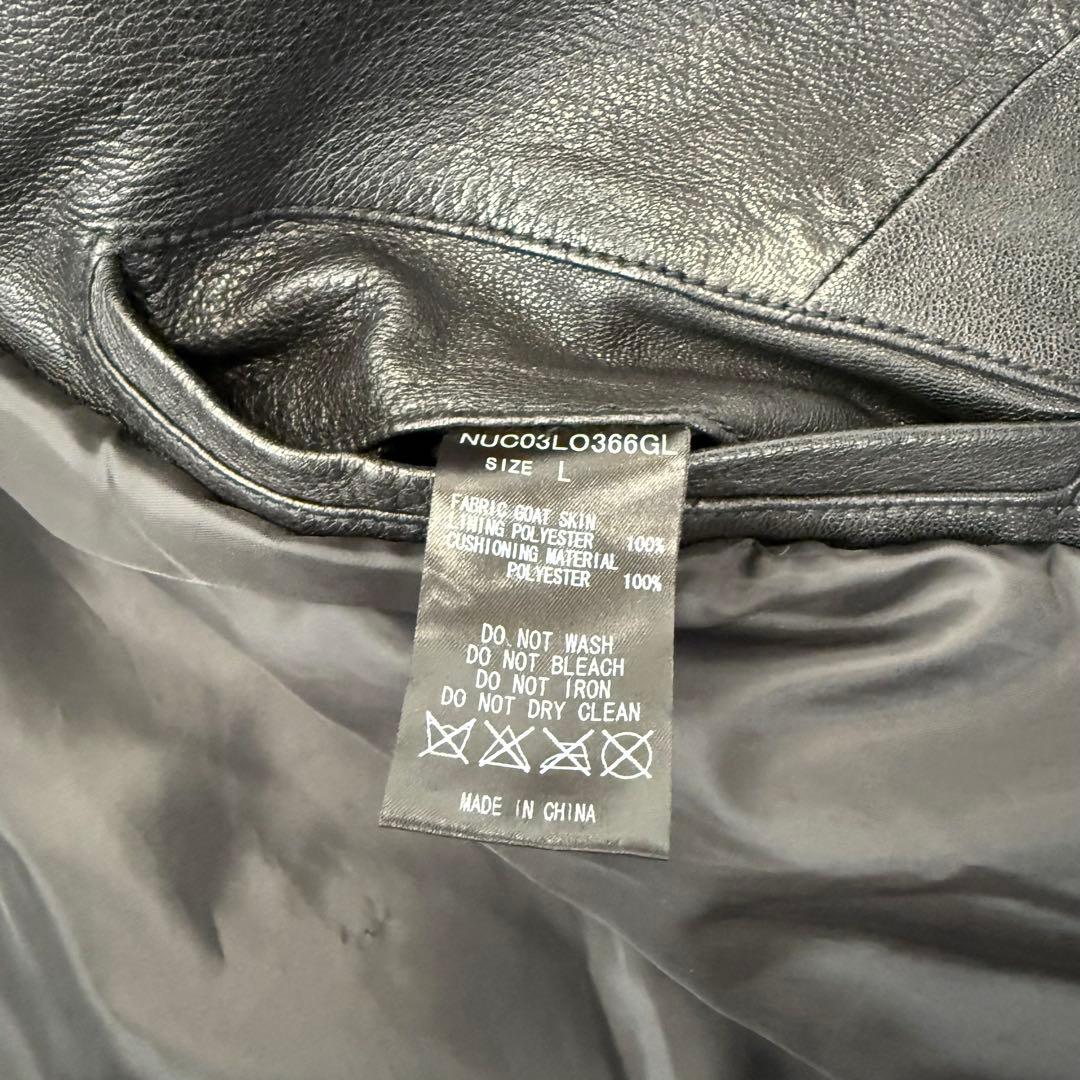 NUC03LO366GL
SIZE L
FABRIC GOAT SKIN
LINING POLYESTER 100%
CUSHIONING MATERIAL
POLYESTER 100%
DO NOT WASH
DO NOT BLEACH
DO NOT IRON
DO NOT DRY CLEAN
MADE IN CHINA